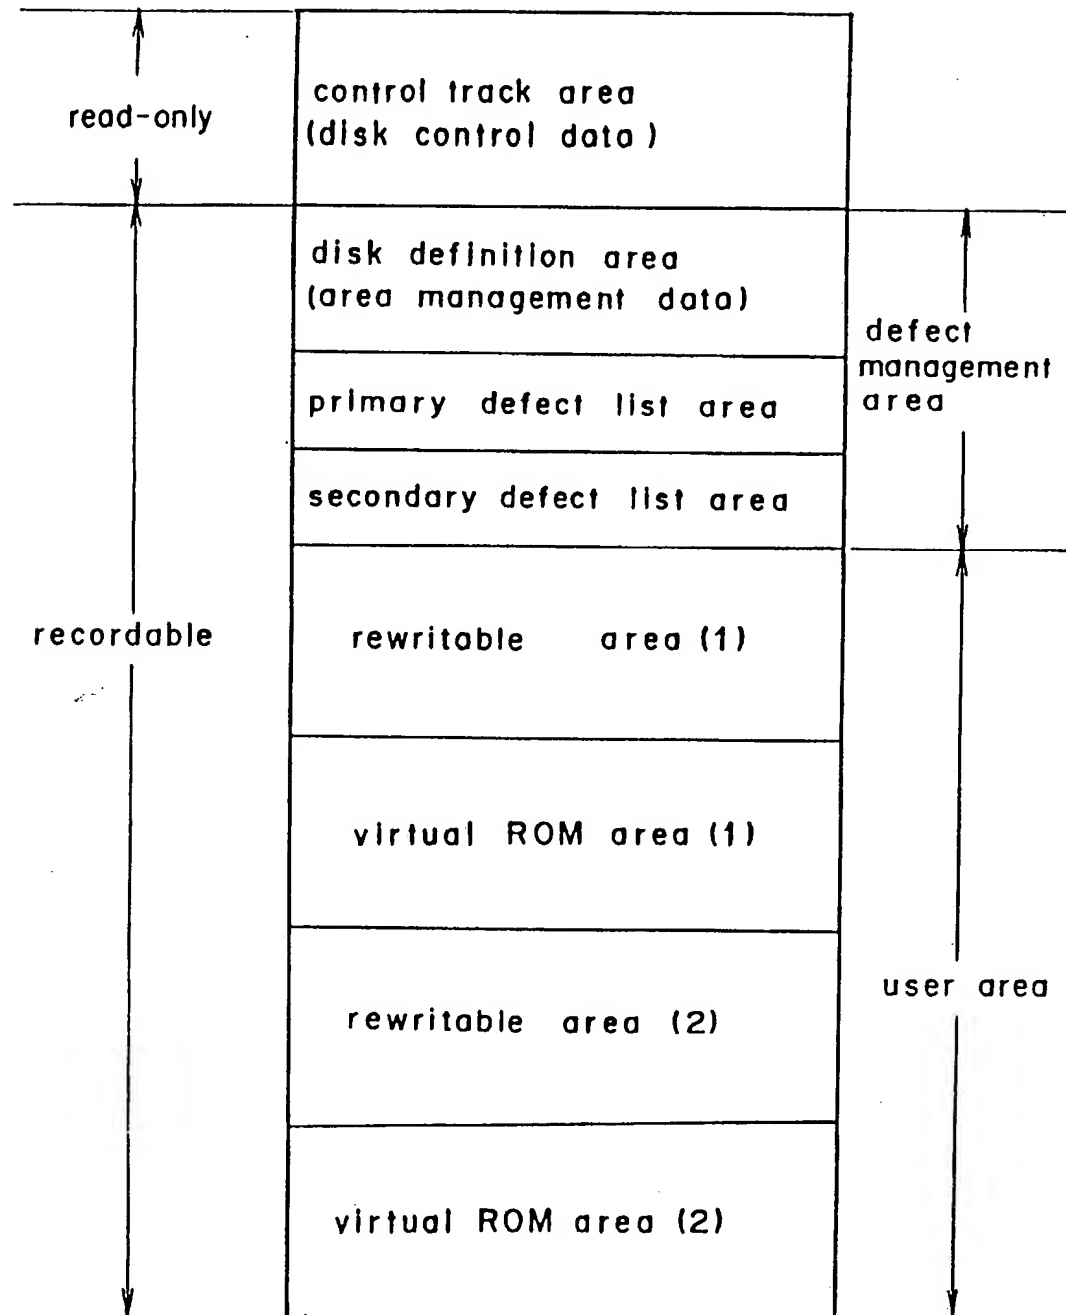 read-only
control track area
(disk control data)
disk definition area
(area management data)
defect
management
area
primary defect list area
secondary defect list area
recordable
rewritable area (1)
virtual ROM area (1)
user area
rewritable area (2)
virtual ROM area (2)